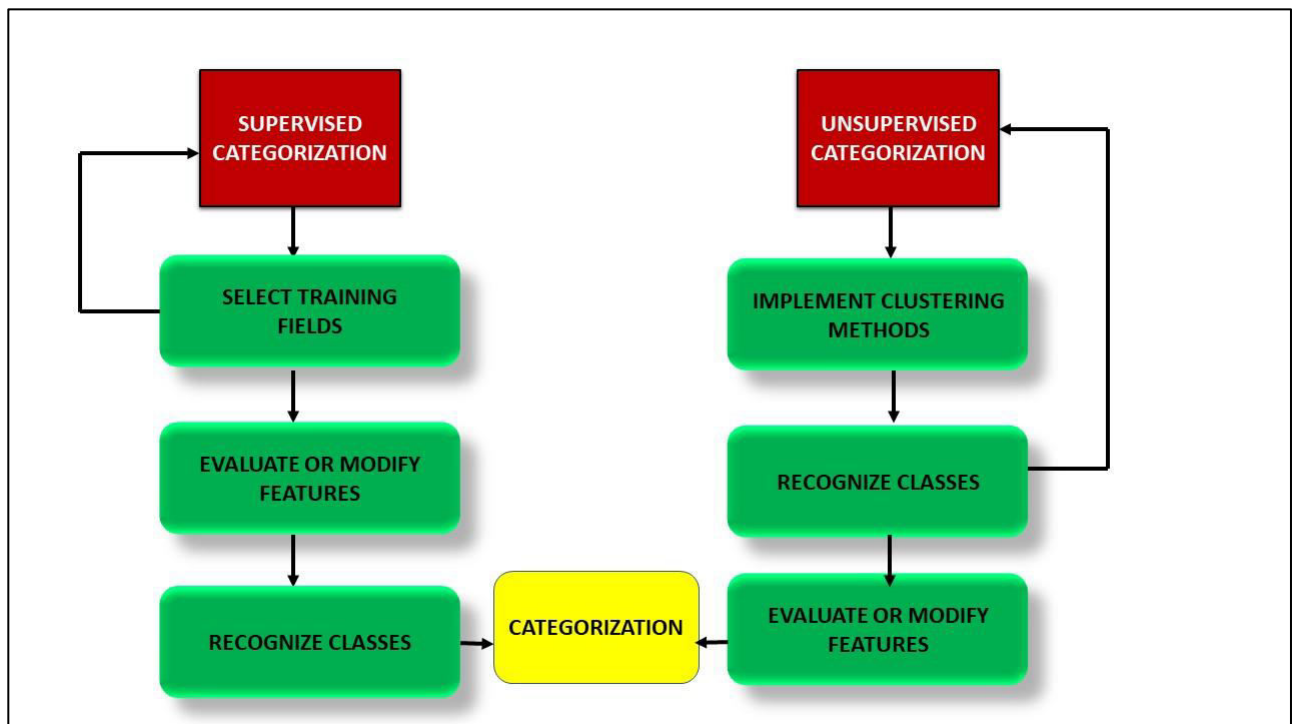 SUPERVISED
CATEGORIZATION
SELECT TRAINING
FIELDS
EVALUATE OR MODIFY
FEATURES
RECOGNIZE CLASSES
CATEGORIZATION
UNSUPERVISED
CATEGORIZATION
IMPLEMENT CLUSTERING
METHODS
RECOGNIZE CLASSES
EVALUATE OR MODIFY
FEATURES